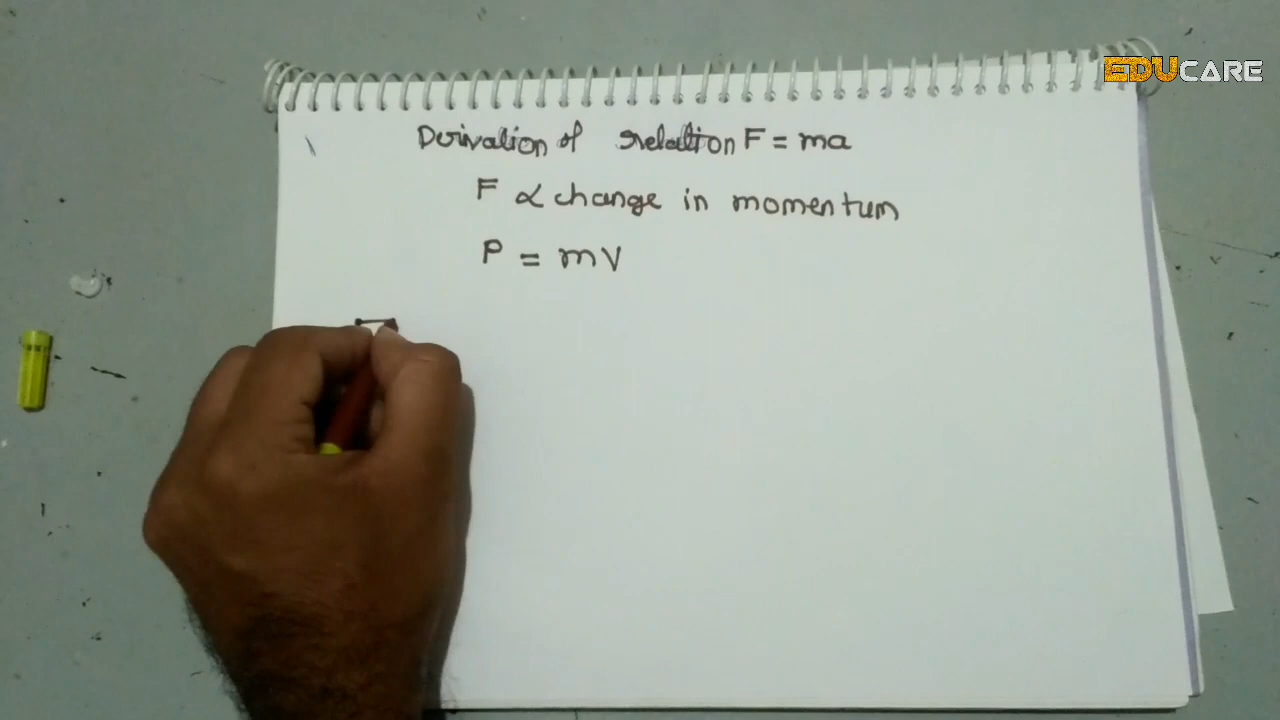 EDUCARE
Derivation of relation F = ma
F ∝ change in momentum
P = mv